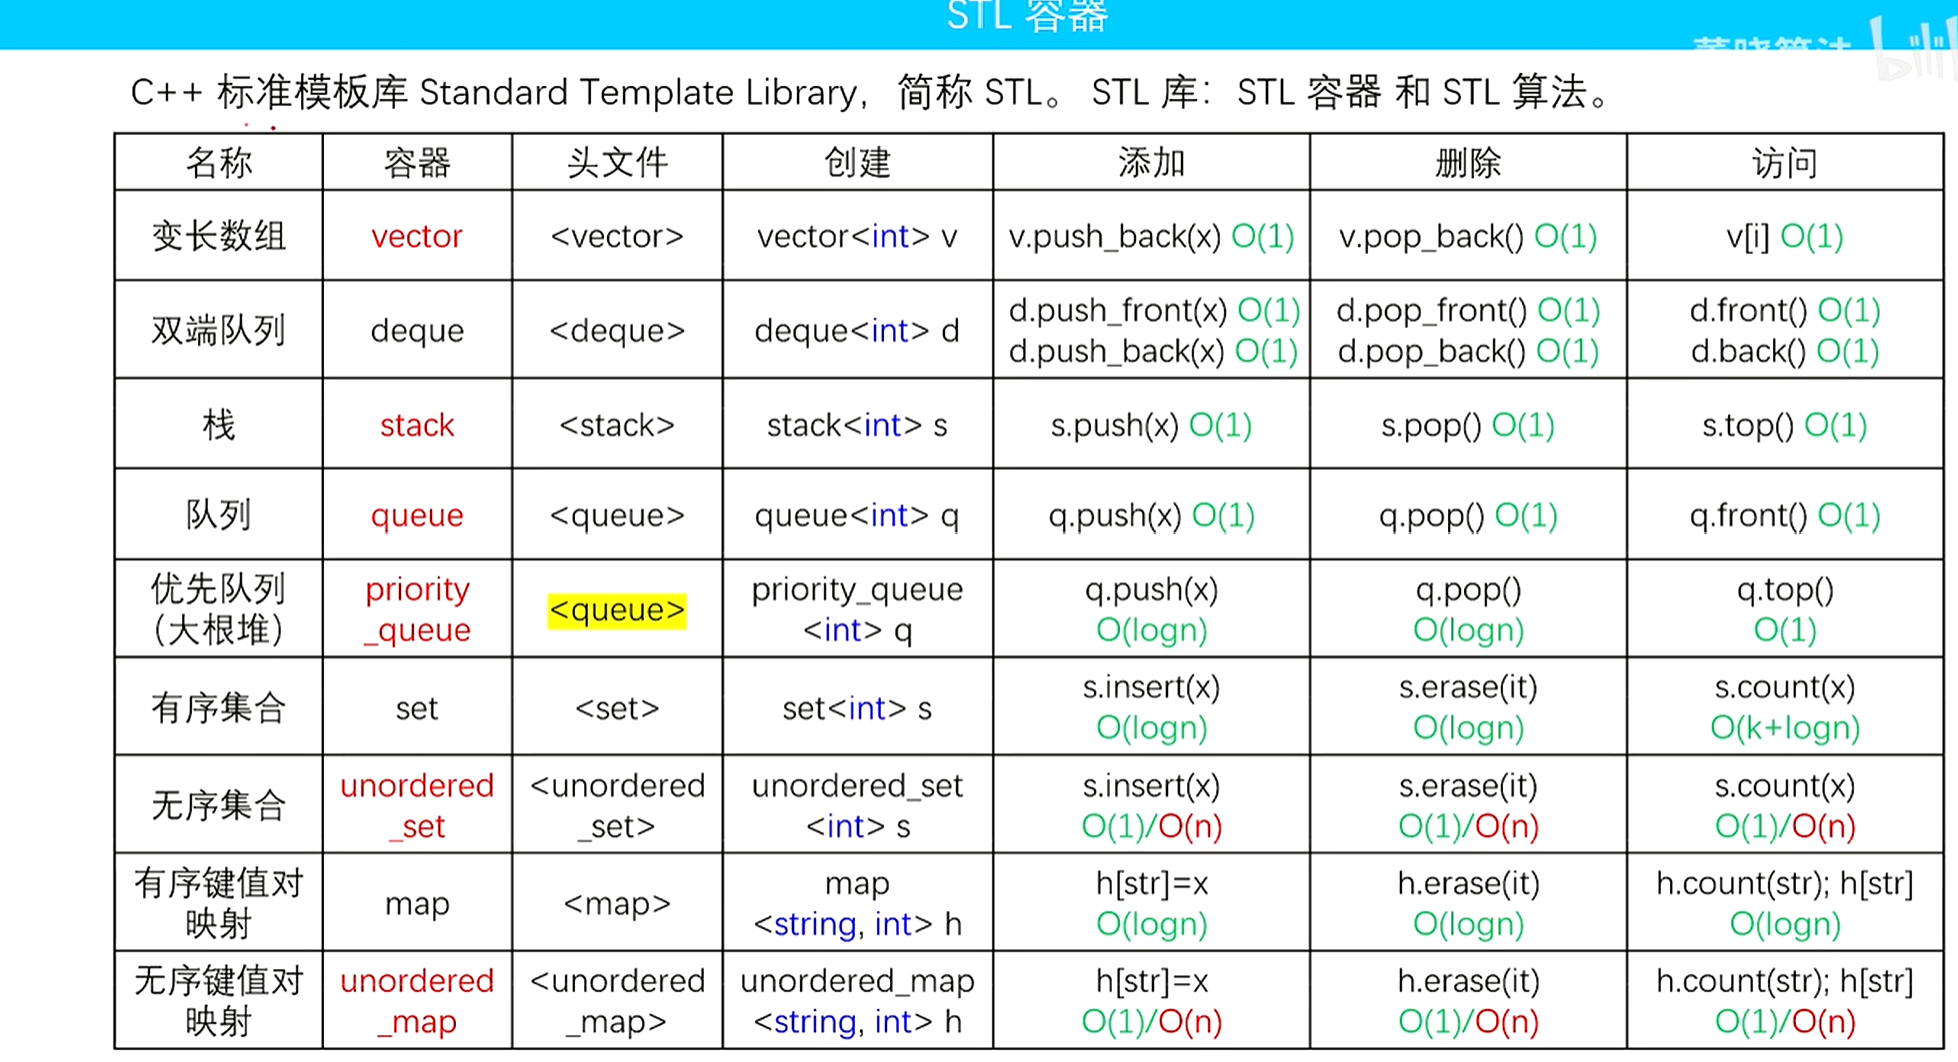 STL 容器
C++ 标准模板库 Standard Template Library, 简称 STL。 STL 库：STL 容器 和 STL 算法。
名称 容器 头文件 创建 添加 删除 访问
变长数组 vector <vector> vector<int> v v.push_back(x) O(1) v.pop_back() O(1) v[i] O(1)
双端队列 deque <deque> deque<int> d
d.push_front(x) O(1) d.pop_front() O(1) d.front() O(1)
d.push_back(x) O(1) d.pop_back() O(1) d.back() O(1)
栈 stack <stack> stack<int> s s.push(x) O(1) s.pop() O(1) s.top() O(1)
队列 queue <queue> queue<int> q q.push(x) O(1) q.pop() O(1) q.front() O(1)
优先队列 priority <queue> priority_queue q.push(x) q.pop() q.top()
（大根堆） _queue <int> q O(logn) O(logn) O(1)
有序集合 set <set> set<int> s s.insert(x) s.erase(it) s.count(x)
O(logn) O(logn) O(k+logn)
无序集合 unordered <unordered unordered_set s.insert(x) s.erase(it) s.count(x)
_set _set> <int> s O(1)/O(n) O(1)/O(n) O(1)/O(n)
有序键值对 map <map> map h[str]=x h.erase(it) h.count(str); h[str]
映射 <string, int> h O(logn) O(logn) O(logn)
无序键值对 unordered <unordered unordered_map h[str]=x h.erase(it) h.count(str); h[str]
映射 _map _map> <string, int> h O(1)/O(n) O(1)/O(n) O(1)/O(n)